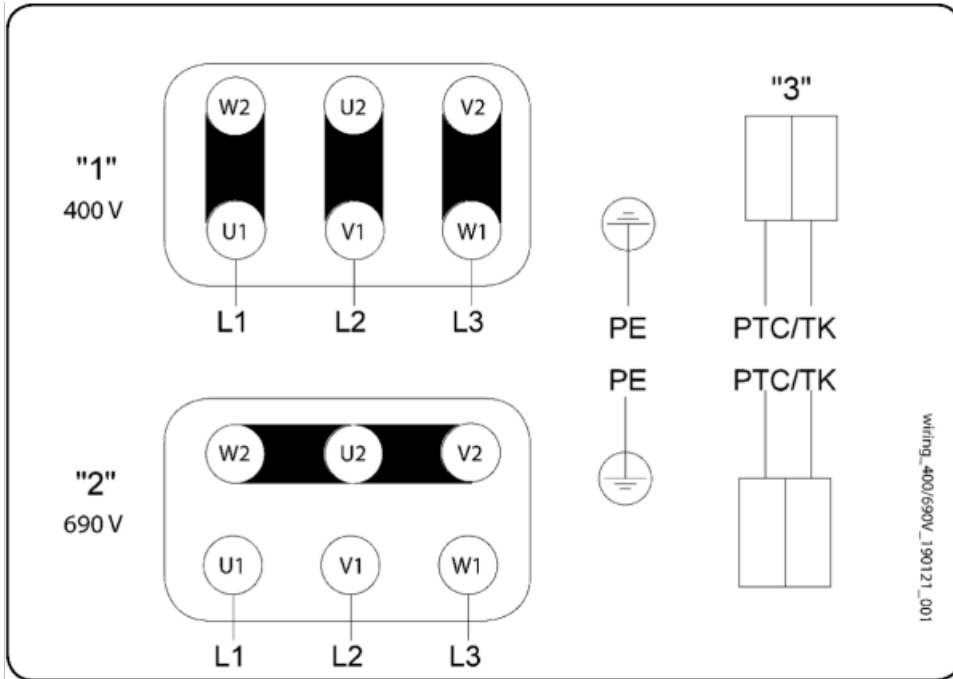 "1"
400 V
W2 U2 V2
U1 V1 W1
L1 L2 L3
PE
"3"
PTC/TK
"2"
690 V
W2 U2 V2
U1 V1 W1
L1 L2 L3
PE
PTC/TK
wiring_400/690V_190121_001